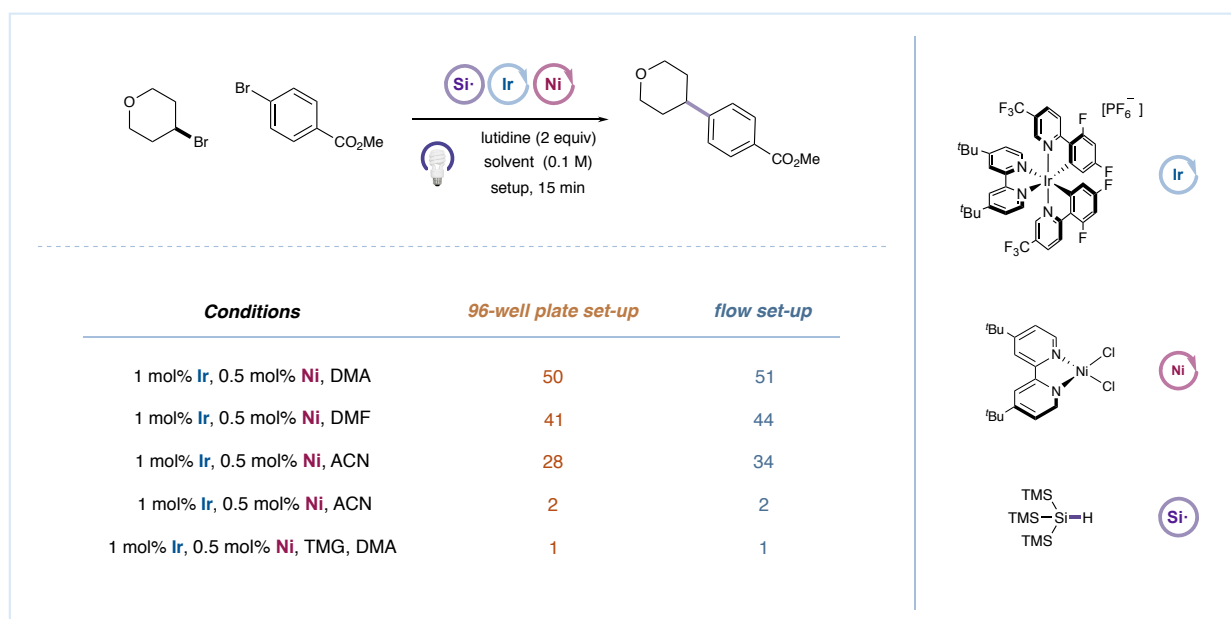 Si· Ir Ni
O
Br
Br
CO2Me
lutidine (2 equiv)
solvent (0.1 M)
setup, 15 min
O
CO2Me
Conditions 96-well plate set-up flow set-up
1 mol% Ir, 0.5 mol% Ni, DMA 50 51
1 mol% Ir, 0.5 mol% Ni, DMF 41 44
1 mol% Ir, 0.5 mol% Ni, ACN 28 34
1 mol% Ir, 0.5 mol% Ni, ACN 2 2
1 mol% Ir, 0.5 mol% Ni, TMG, DMA 1 1
[PF6–]
F3C
F
N
tBu
N
F
Ir
F
N
N
tBu
F3C
F
Ir
tBu
N
Cl
Ni
N
Cl
tBu
Ni
TMS
TMS Si H
TMS
Si·